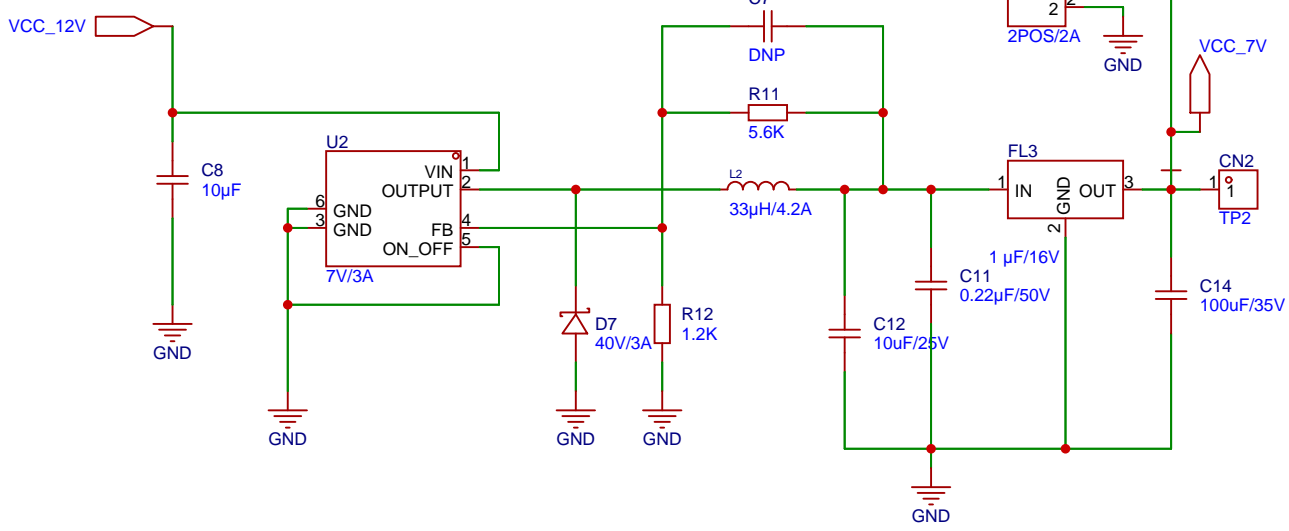 VCC_12V
DNP
R11
5.6K
2
2
2POS/2A
GND
VCC_7V
C8
10µF
GND
U2
VIN
1
OUTPUT
2
6
GND
3
GND
FB
4
ON_OFF
5
7V/3A
GND
L2
33µH/4.2A
D7
40V/3A
GND
R12
1.2K
GND
C12
10uF/25V
C11
0.22µF/50V
GND
FL3
1
IN
GND
2
OUT
3
1 µF/16V
CN2
1
1
TP2
C14
100uF/35V